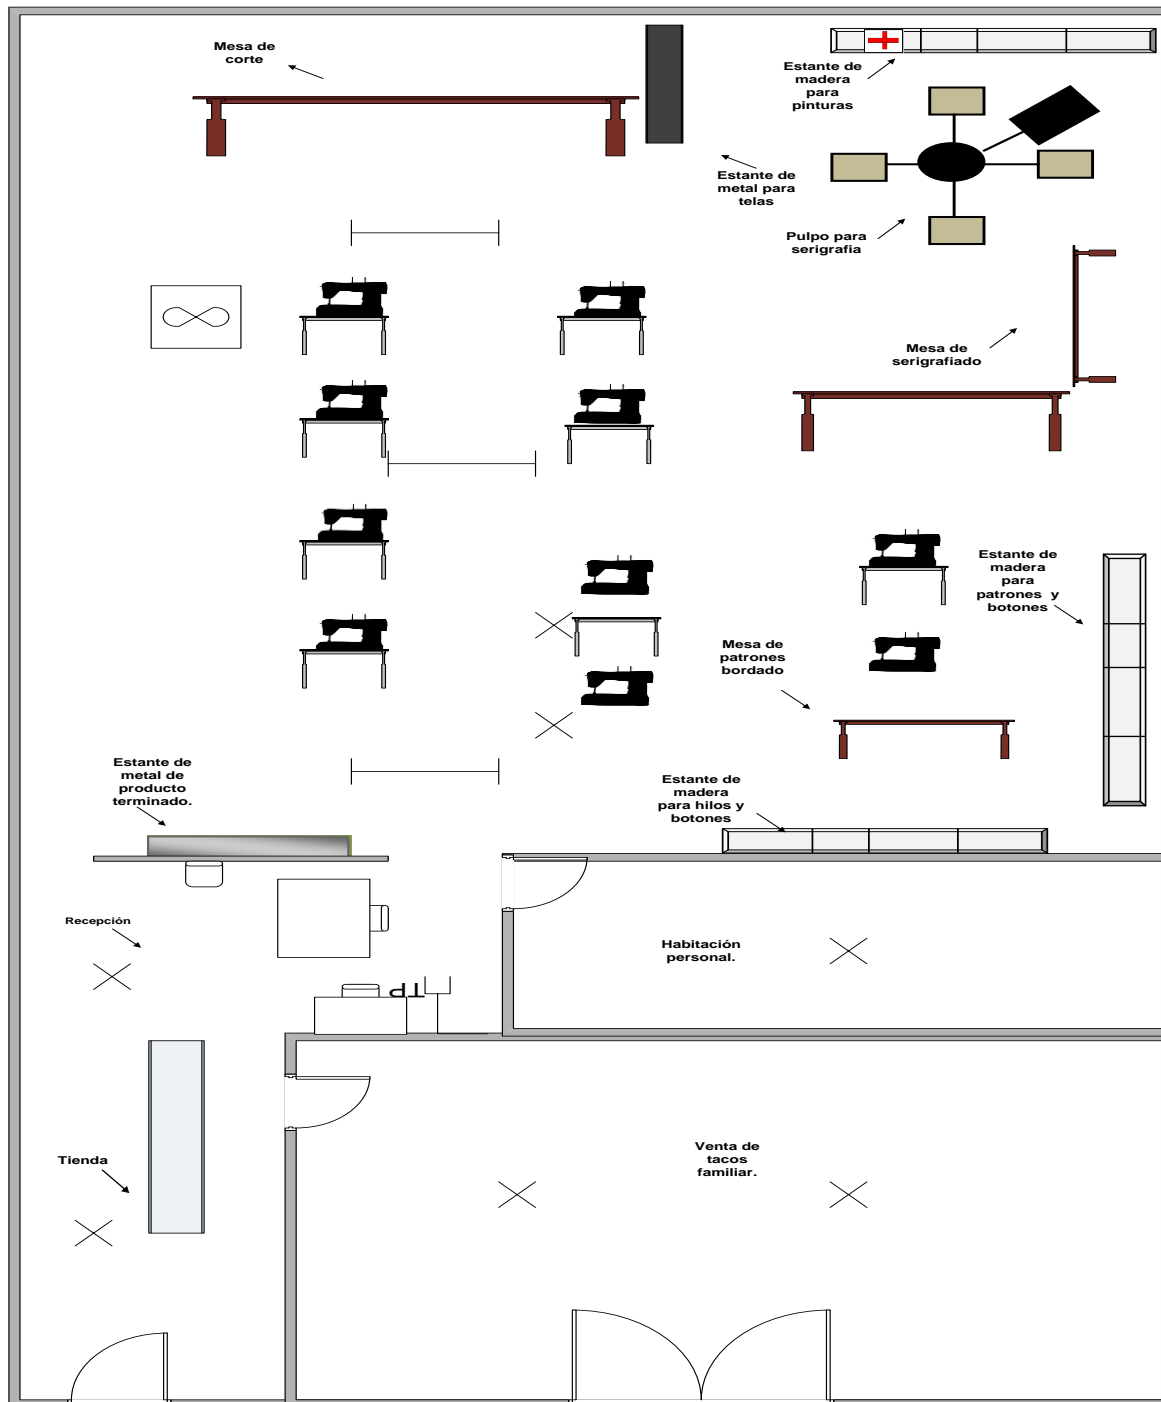 Mesa de
corte
Estante de
madera
para
pinturas
Estante de
metal para
telas
Pulpo para
serigrafia
Mesa de
serigrafiado
Estante de
madera
para
patrones y
botones
Mesa de
patrones
bordado
Estante de
metal de
producto
terminado.
Estante de
madera
para hilos y
botones
Recepción
Habitación
personal.
TP
Venta de
tacos
familiar.
Tienda